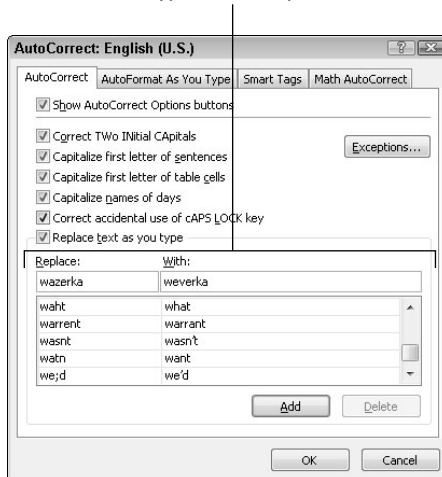 AutoCorrect: English (U.S.)
AutoCorrect AutoFormat As You Type Smart Tags Math AutoCorrect
Show AutoCorrect Options buttons
Correct TWo INitial CApitals
Exceptions...
Capitalize first letter of sentences
Capitalize first letter of table cells
Capitalize names of days
Correct accidental use of cAPS LOCK key
Replace text as you type
Replace: With:
wazerka weverka
waht what
warrent warrant
wasnt wasn't
watn want
we;d we'd
Add Delete
OK Cancel